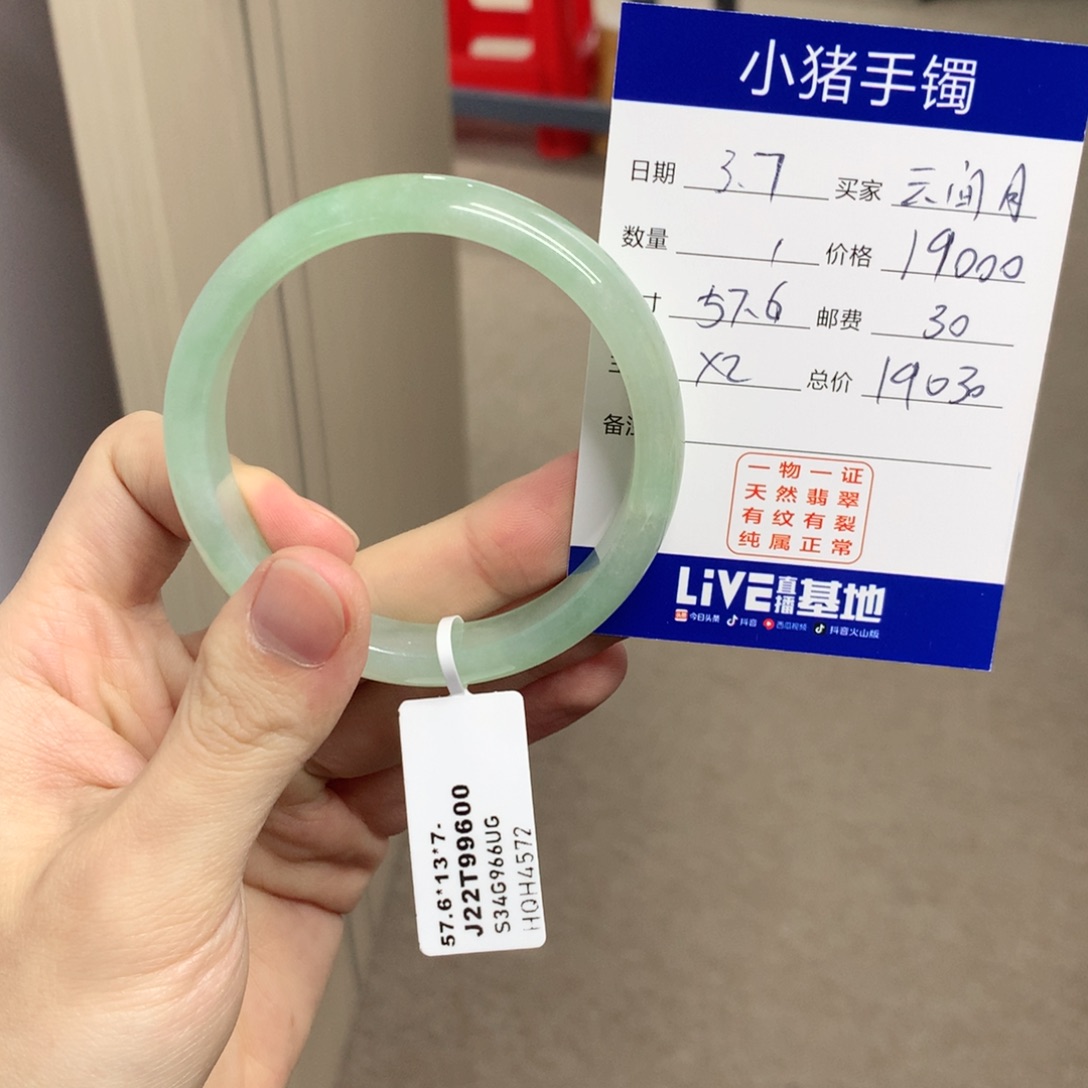 小猪手镯
日期 3.7 买家 云间月
数量 1 价格 19000
寸 57.6 邮费 30
X2 总价 19030
备注
一物一证
天然翡翠
有纹有裂
纯属正常
LiVE直播基地
今日头条 抖音 西瓜视频 抖音火山版
57.6*13*7.
J22T99600
S34G966UG
HQH4572